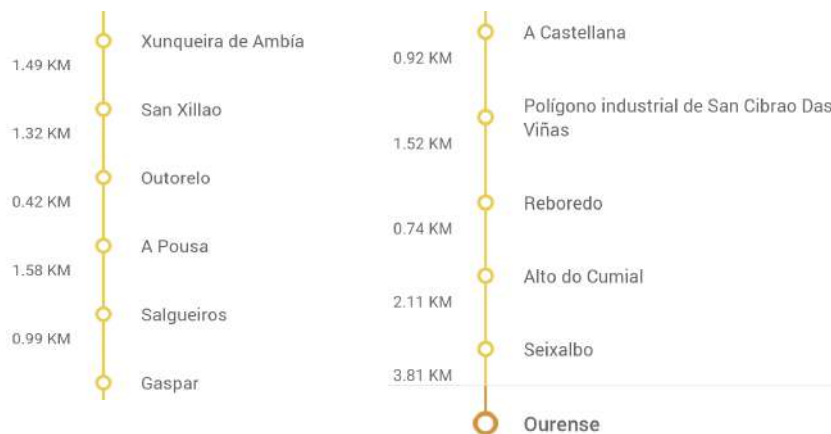 Xunqueira de Ambía
1.49 KM
San Xillao
1.32 KM
Outorelo
0.42 KM
A Pousa
1.58 KM
Salgueiros
0.99 KM
Gaspar
A Castellana
0.92 KM
Polígono industrial de San Cibrao Das
Viñas
1.52 KM
Reboredo
0.74 KM
Alto do Cumial
2.11 KM
Seixalbo
3.81 KM
Ourense